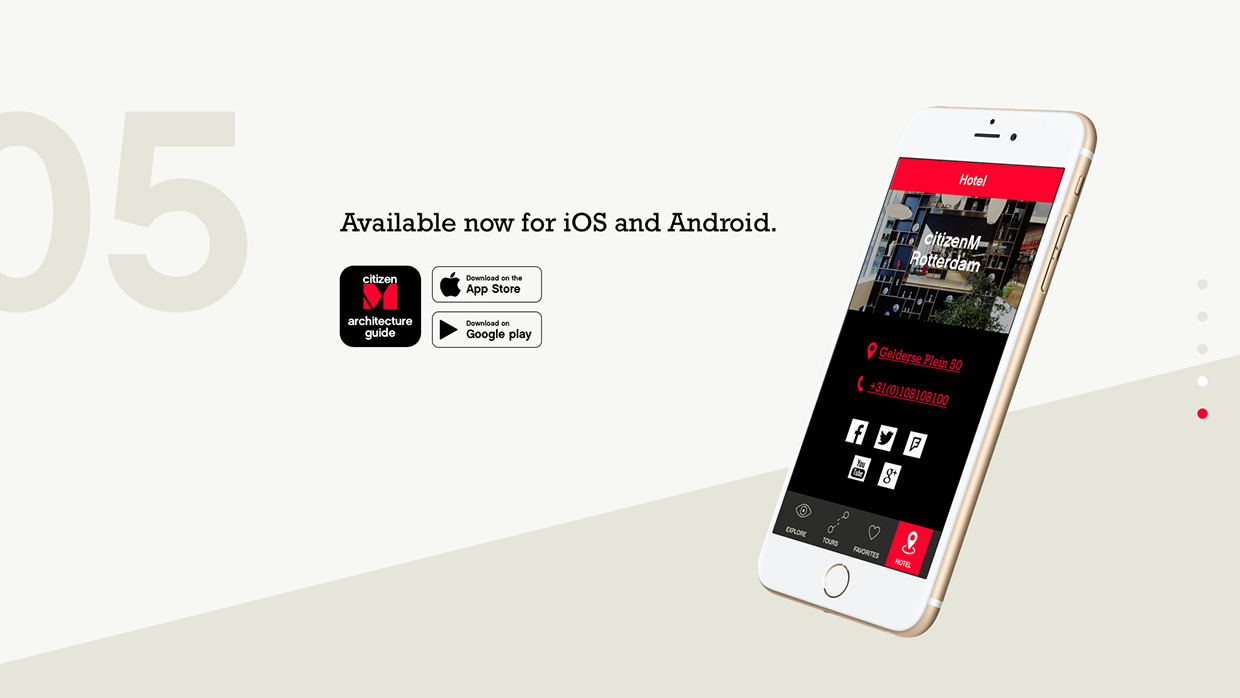 05
Available now for iOS and Android.
citizen
M
architecture
guide
Download on the
App Store
Download on
Google play
Hotel
citizenM
Rotterdam
Gelderse Plein 50
+31(0)108108100
You
Tube
g+
EXPLORE
TOURS
FAVORITES
HOTEL